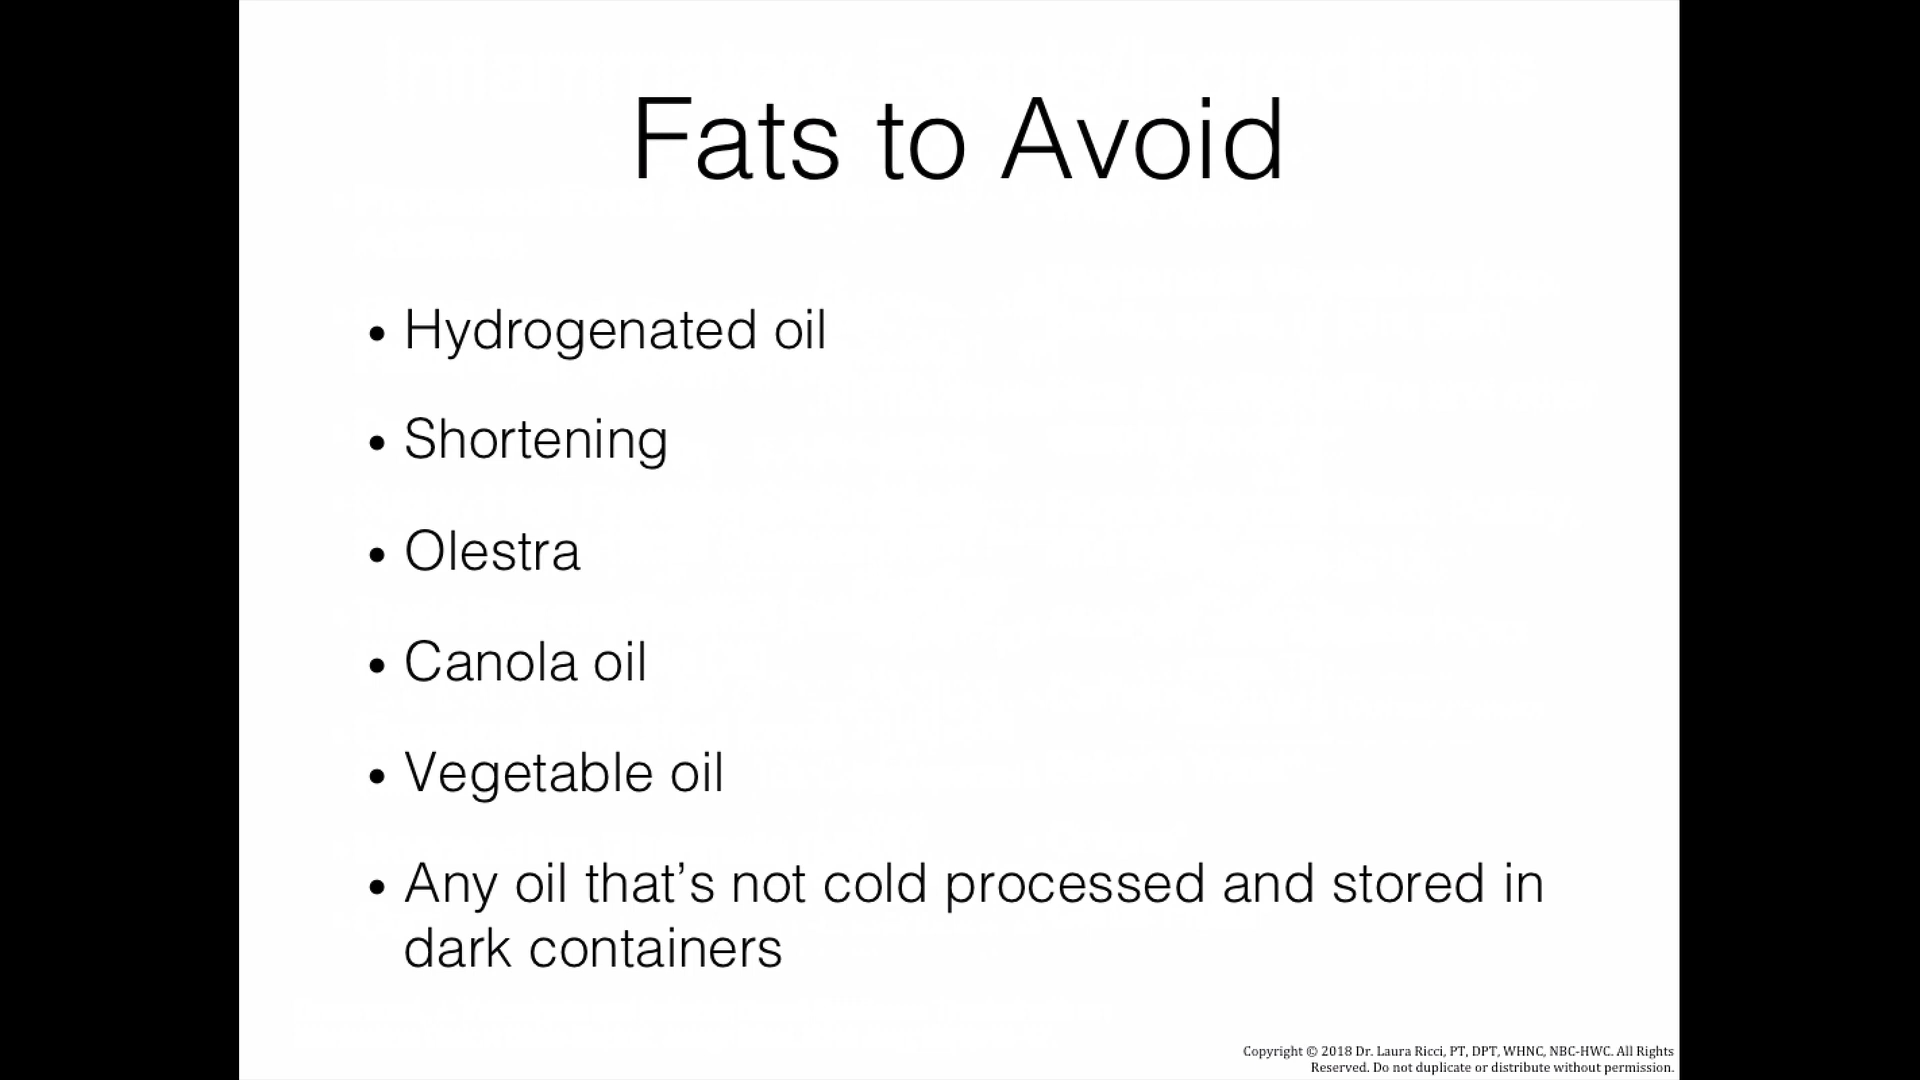 Fats to Avoid
• Hydrogenated oil
• Shortening
• Olestra
• Canola oil
• Vegetable oil
• Any oil that’s not cold processed and stored in
dark containers
Copyright © 2018 Dr. Laura Ricci, PT, DPT, WHNC, NBC-HWC. All Rights
Reserved. Do not duplicate or distribute without permission.